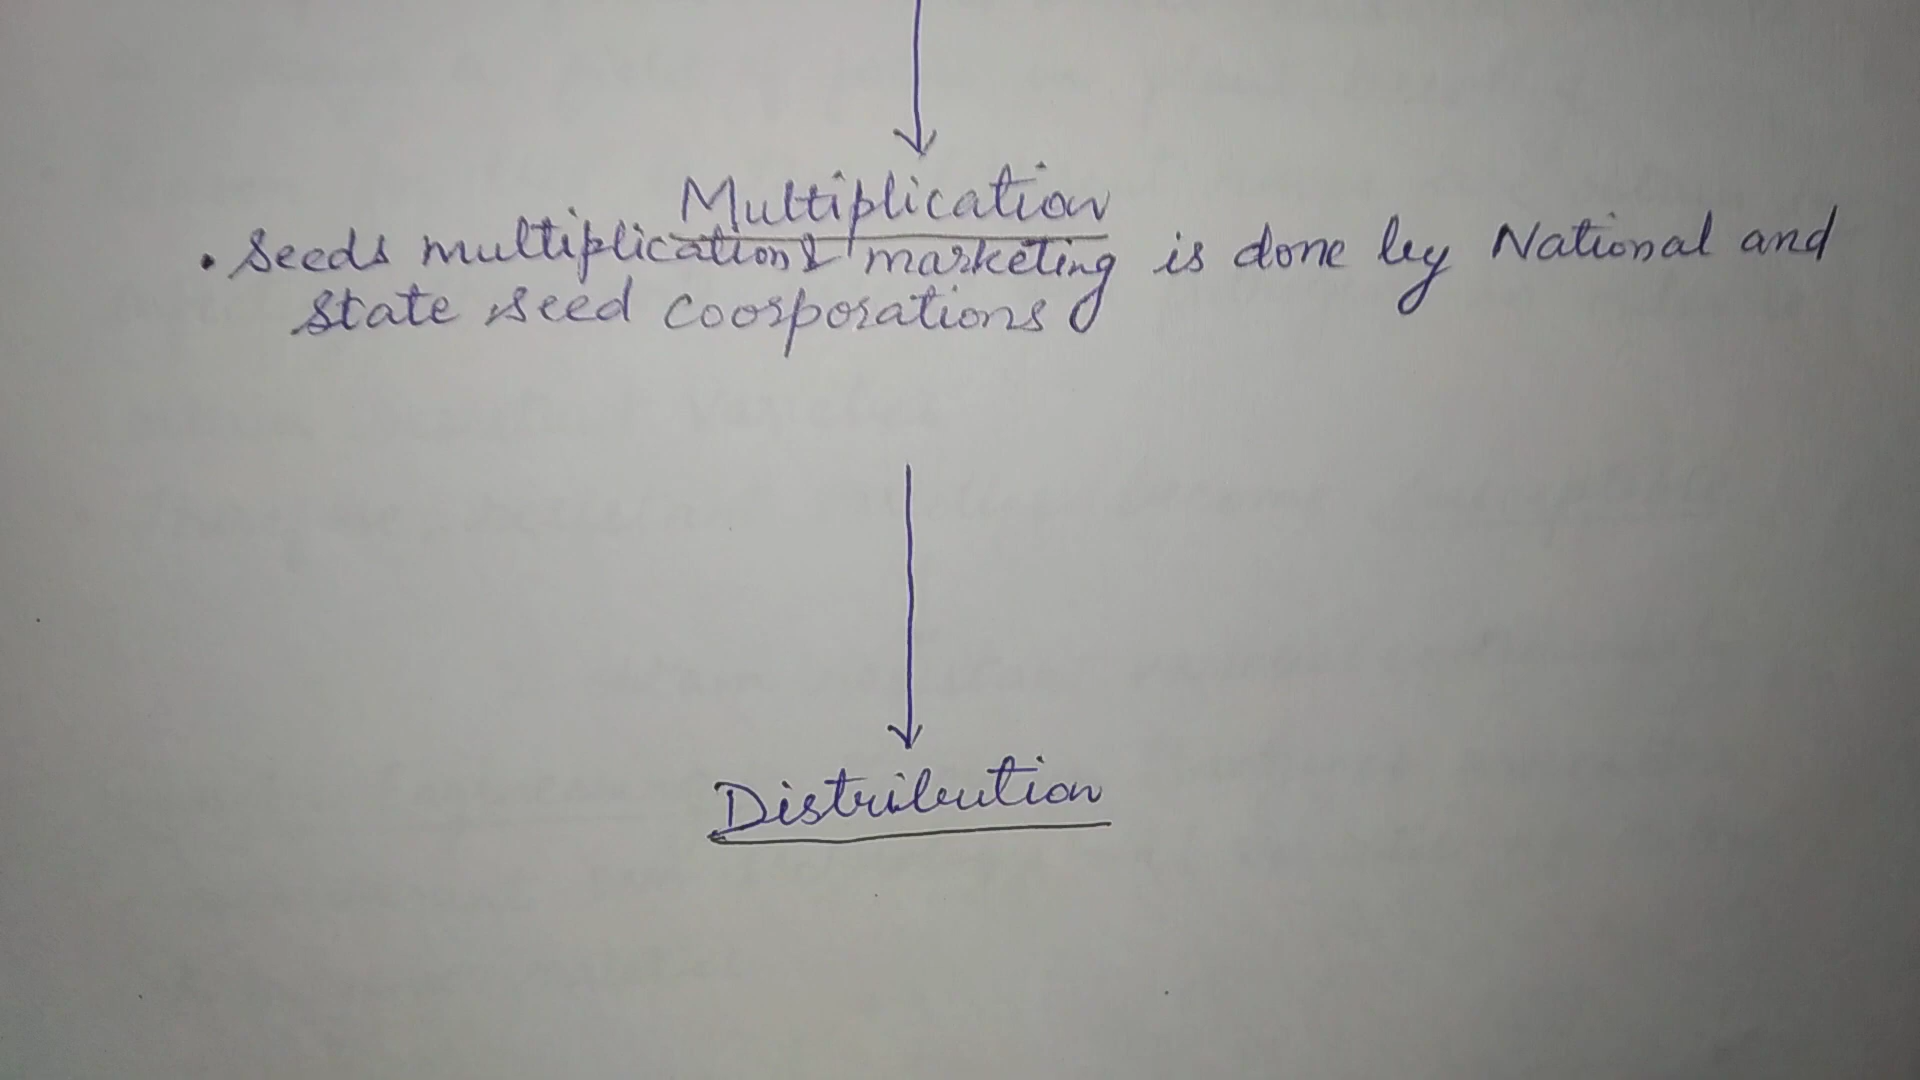 Multiplication
• Seeds multiplication & marketing is done by National and
State seed coorporations
Distribution